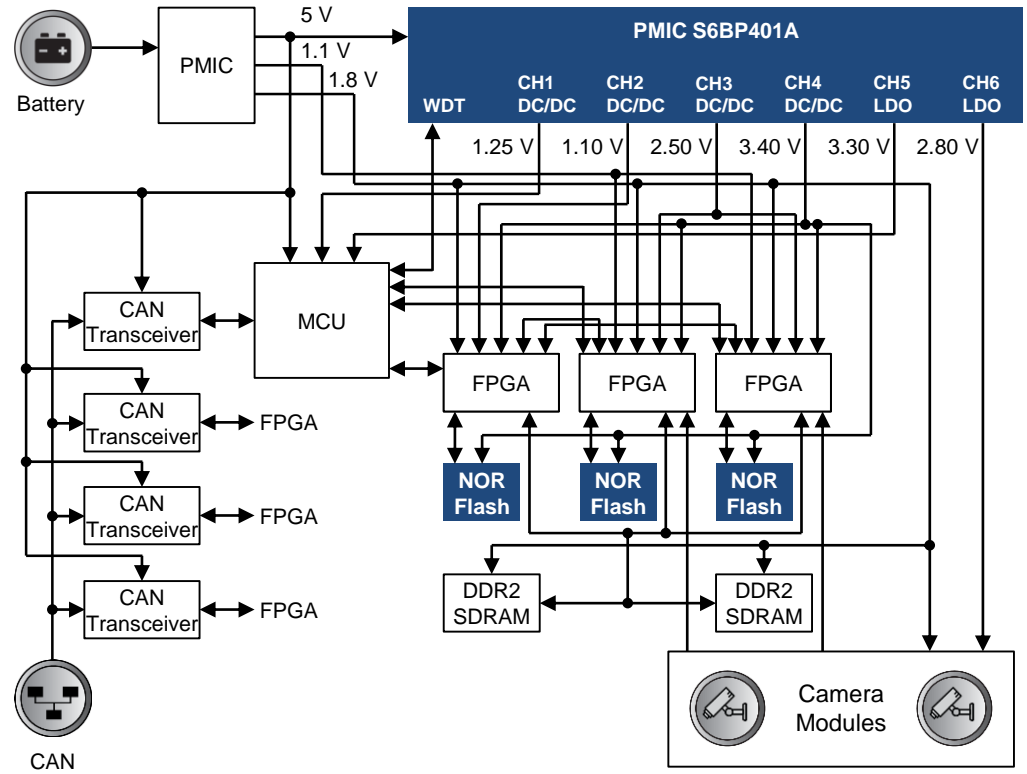 5 V
PMIC S6BP401A
1.1 V
PMIC
1.8 V
Battery
WDT
CH1
DC/DC
CH2
DC/DC
CH3
DC/DC
CH4
DC/DC
CH5
LDO
CH6
LDO
1.25 V
1.10 V
2.50 V
3.40 V
3.30 V
2.80 V
CAN
Transceiver
MCU
FPGA
FPGA
FPGA
CAN
Transceiver
FPGA
NOR
Flash
NOR
Flash
NOR
Flash
CAN
Transceiver
FPGA
DDR2
SDRAM
DDR2
SDRAM
CAN
Transceiver
FPGA
Camera
Modules
CAN